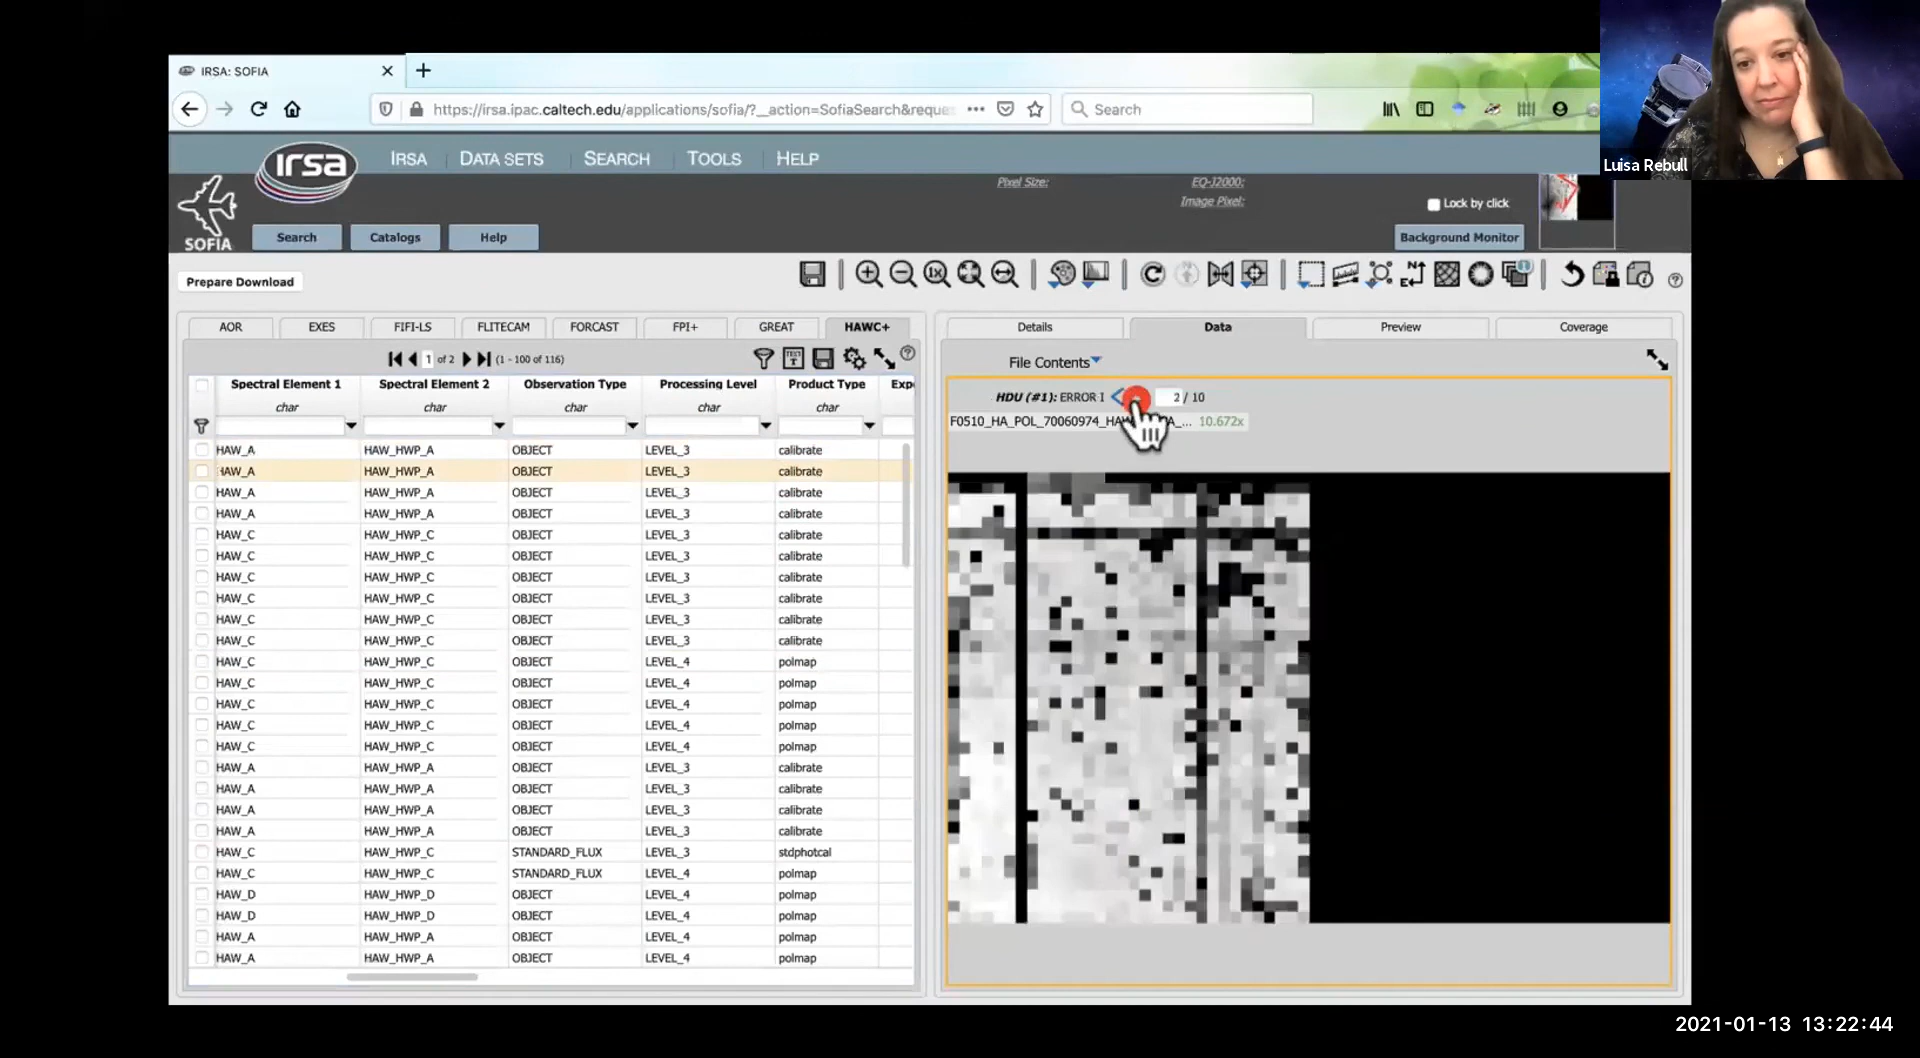 IRSA: SOFIA
https://irsa.ipac.caltech.edu/applications/sofia/?__action=SofiaSearch&reque
Search
Luisa Rebull
irsa
IRSA DATA SETS SEARCH TOOLS HELP
Pixel Size: EQ-J2000:
Image Pixel:
Lock by click
SOFIA
Search Catalogs Help
Background Monitor
Prepare Download
AOR EXES FIFI-LS FLITECAM FORCAST FPI+ GREAT HAWC+
Details Data Preview Coverage
1 of 2 (1 - 100 of 116)
File Contents
Spectral Element 1 Spectral Element 2 Observation Type Processing Level Product Type Expo
char char char char char
HDU (#1): ERROR I 2 / 10
F0510_HA_POL_70060974_HAW A_... 10.672x
HAW_A HAW_HWP_A OBJECT LEVEL_3 calibrate
HAW_A HAW_HWP_A OBJECT LEVEL_3 calibrate
HAW_A HAW_HWP_A OBJECT LEVEL_3 calibrate
HAW_A HAW_HWP_A OBJECT LEVEL_3 calibrate
HAW_C HAW_HWP_C OBJECT LEVEL_3 calibrate
HAW_C HAW_HWP_C OBJECT LEVEL_3 calibrate
HAW_C HAW_HWP_C OBJECT LEVEL_3 calibrate
HAW_C HAW_HWP_C OBJECT LEVEL_3 calibrate
HAW_C HAW_HWP_C OBJECT LEVEL_3 calibrate
HAW_C HAW_HWP_C OBJECT LEVEL_3 calibrate
HAW_C HAW_HWP_C OBJECT LEVEL_4 polmap
HAW_C HAW_HWP_C OBJECT LEVEL_4 polmap
HAW_C HAW_HWP_C OBJECT LEVEL_4 polmap
HAW_C HAW_HWP_C OBJECT LEVEL_4 polmap
HAW_C HAW_HWP_C OBJECT LEVEL_4 polmap
HAW_A HAW_HWP_A OBJECT LEVEL_3 calibrate
HAW_A HAW_HWP_A OBJECT LEVEL_3 calibrate
HAW_A HAW_HWP_A OBJECT LEVEL_3 calibrate
HAW_A HAW_HWP_A OBJECT LEVEL_3 calibrate
HAW_C HAW_HWP_C STANDARD_FLUX LEVEL_3 stdphotcal
HAW_C HAW_HWP_C STANDARD_FLUX LEVEL_4 polmap
HAW_D HAW_HWP_D OBJECT LEVEL_4 polmap
HAW_D HAW_HWP_D OBJECT LEVEL_4 polmap
HAW_A HAW_HWP_A OBJECT LEVEL_4 polmap
HAW_A HAW_HWP_A OBJECT LEVEL_4 polmap
2021-01-13 13:22:44